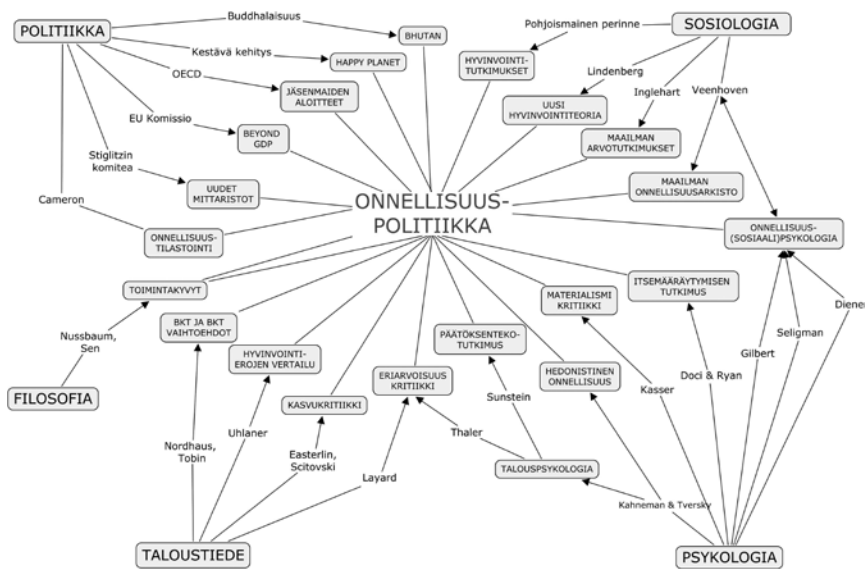 POLITIIKKA
Buddhalaisuus
BHUTAN
Pohjoismainen perinne
SOSIOLOGIA
Kestävä kehitys
HAPPY PLANET
HYVINVOINTI-
TUTKIMUKSET
OECD
JÄSENMAIDEN
ALOITTEET
Lindenberg
Inglehart
Veenhoven
UUSI
HYVINVOINTITEORIA
EU Komissio
BEYOND
GDP
MAAILMAN
ARVOTUTKIMUKSET
Stiglitzin
komitea
UUDET
MITTARISTOT
MAAILMAN
ONNELLISUUSARKISTO
Cameron
ONNELLISUUS-
POLITIIKKA
ONNELLISUUS-
TILASTOINTI
ONNELLISUUS-
(SOSIAALI)PSYKOLOGIA
TOIMINTAKYVYT
ITSEMÄÄRÄYTYMISEN
TUTKIMUS
MATERIALISMI
KRITIIKKI
Diener
Nussbaum,
Sen
BKT JA BKT
VAIHTOEHDOT
PÄÄTÖKSENTEKO-
TUTKIMUS
Seligman
HYVINVOINTI-
EROJEN VERTAILU
Gilbert
FILOSOFIA
ERIARVOISUUS
KRITIIKKI
HEDONISTINEN
ONNELLISUUS
Doci & Ryan
KASVUKRITIIKKI
Sunstein
Kasser
Nordhaus,
Tobin
Uhlaner
Thaler
Easterlin,
Scitovski
Layard
TALOUSPSYKOLOGIA
Kahneman & Tversky
TALOUSTIEDE
PSYKOLOGIA